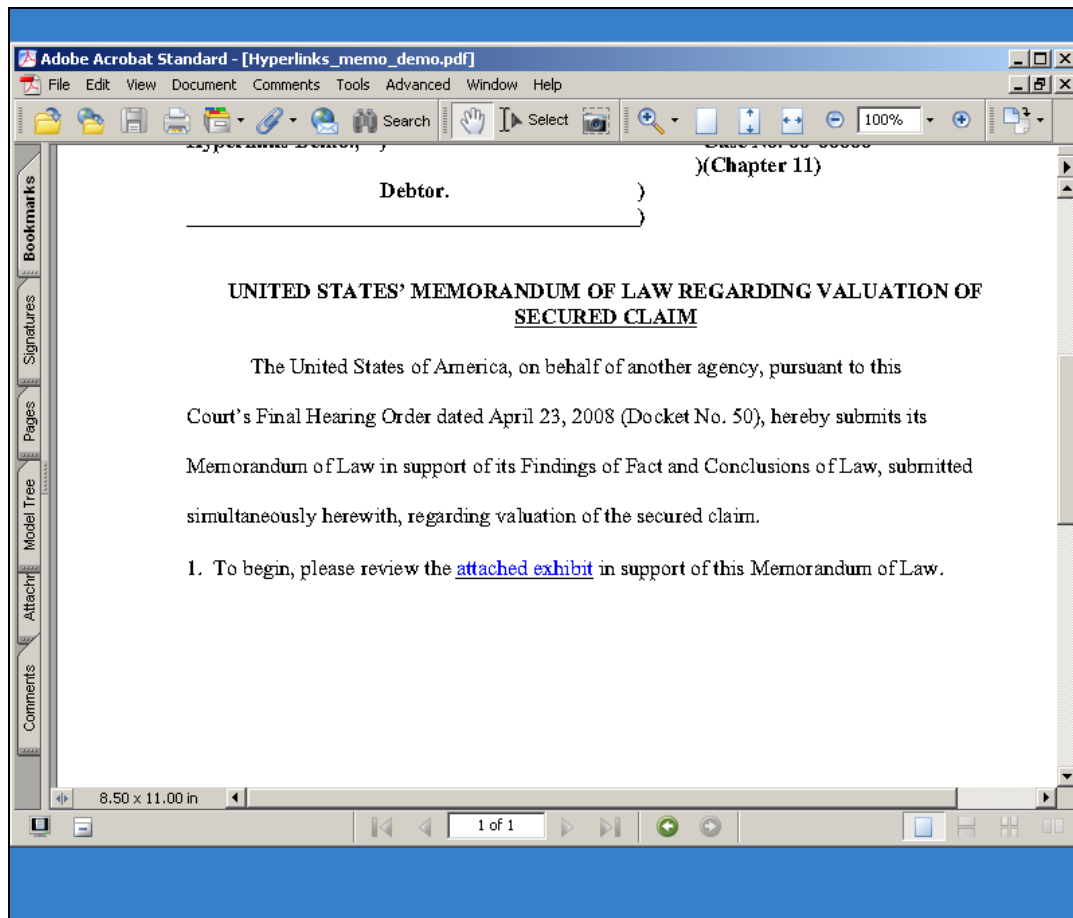 Adobe Acrobat Standard - [Hyperlinks_memo_demo.pdf]
File Edit View Document Comments Tools Advanced Window Help
Search Select 100%
Hyperlinks Demo, )
)(Chapter 11)
Debtor. )
)
UNITED STATES’ MEMORANDUM OF LAW REGARDING VALUATION OF
SECURED CLAIM
The United States of America, on behalf of another agency, pursuant to this
Court’s Final Hearing Order dated April 23, 2008 (Docket No. 50), hereby submits its
Memorandum of Law in support of its Findings of Fact and Conclusions of Law, submitted
simultaneously herewith, regarding valuation of the secured claim.
1. To begin, please review the attached exhibit in support of this Memorandum of Law.
Bookmarks
Signatures
Pages
Model Tree
Attachr
Comments
8.50 x 11.00 in
1 of 1